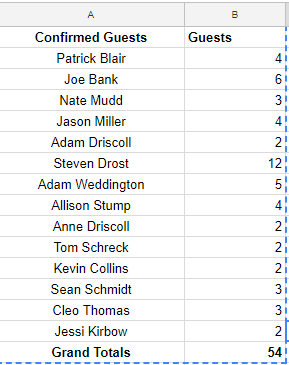 A B
Confirmed Guests Guests
Patrick Blair 4
Joe Bank 6
Nate Mudd 3
Jason Miller 4
Adam Driscoll 2
Steven Drost 12
Adam Weddington 5
Allison Stump 4
Anne Driscoll 2
Tom Schreck 2
Kevin Collins 2
Sean Schmidt 3
Cleo Thomas 3
Jessi Kirbow 2
Grand Totals 54